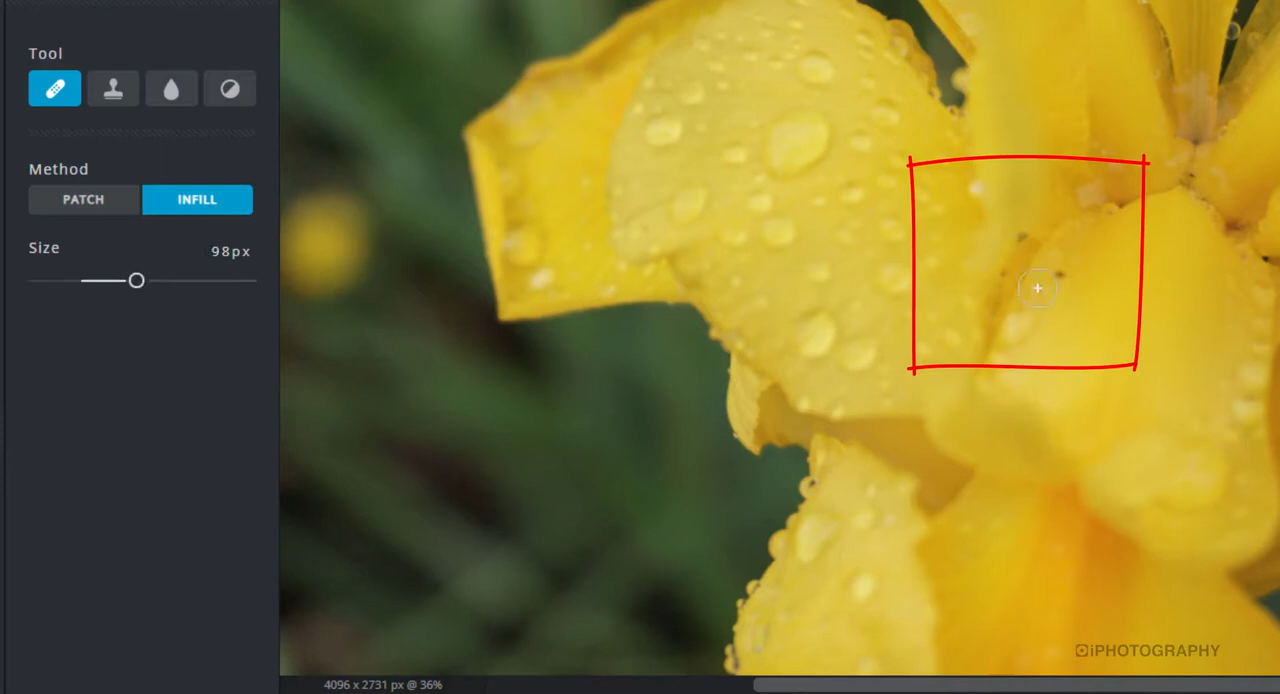 Tool
Method
PATCH INFILL
Size 98px
iPHOTOGRAPHY
4096 x 2731 px @ 36%